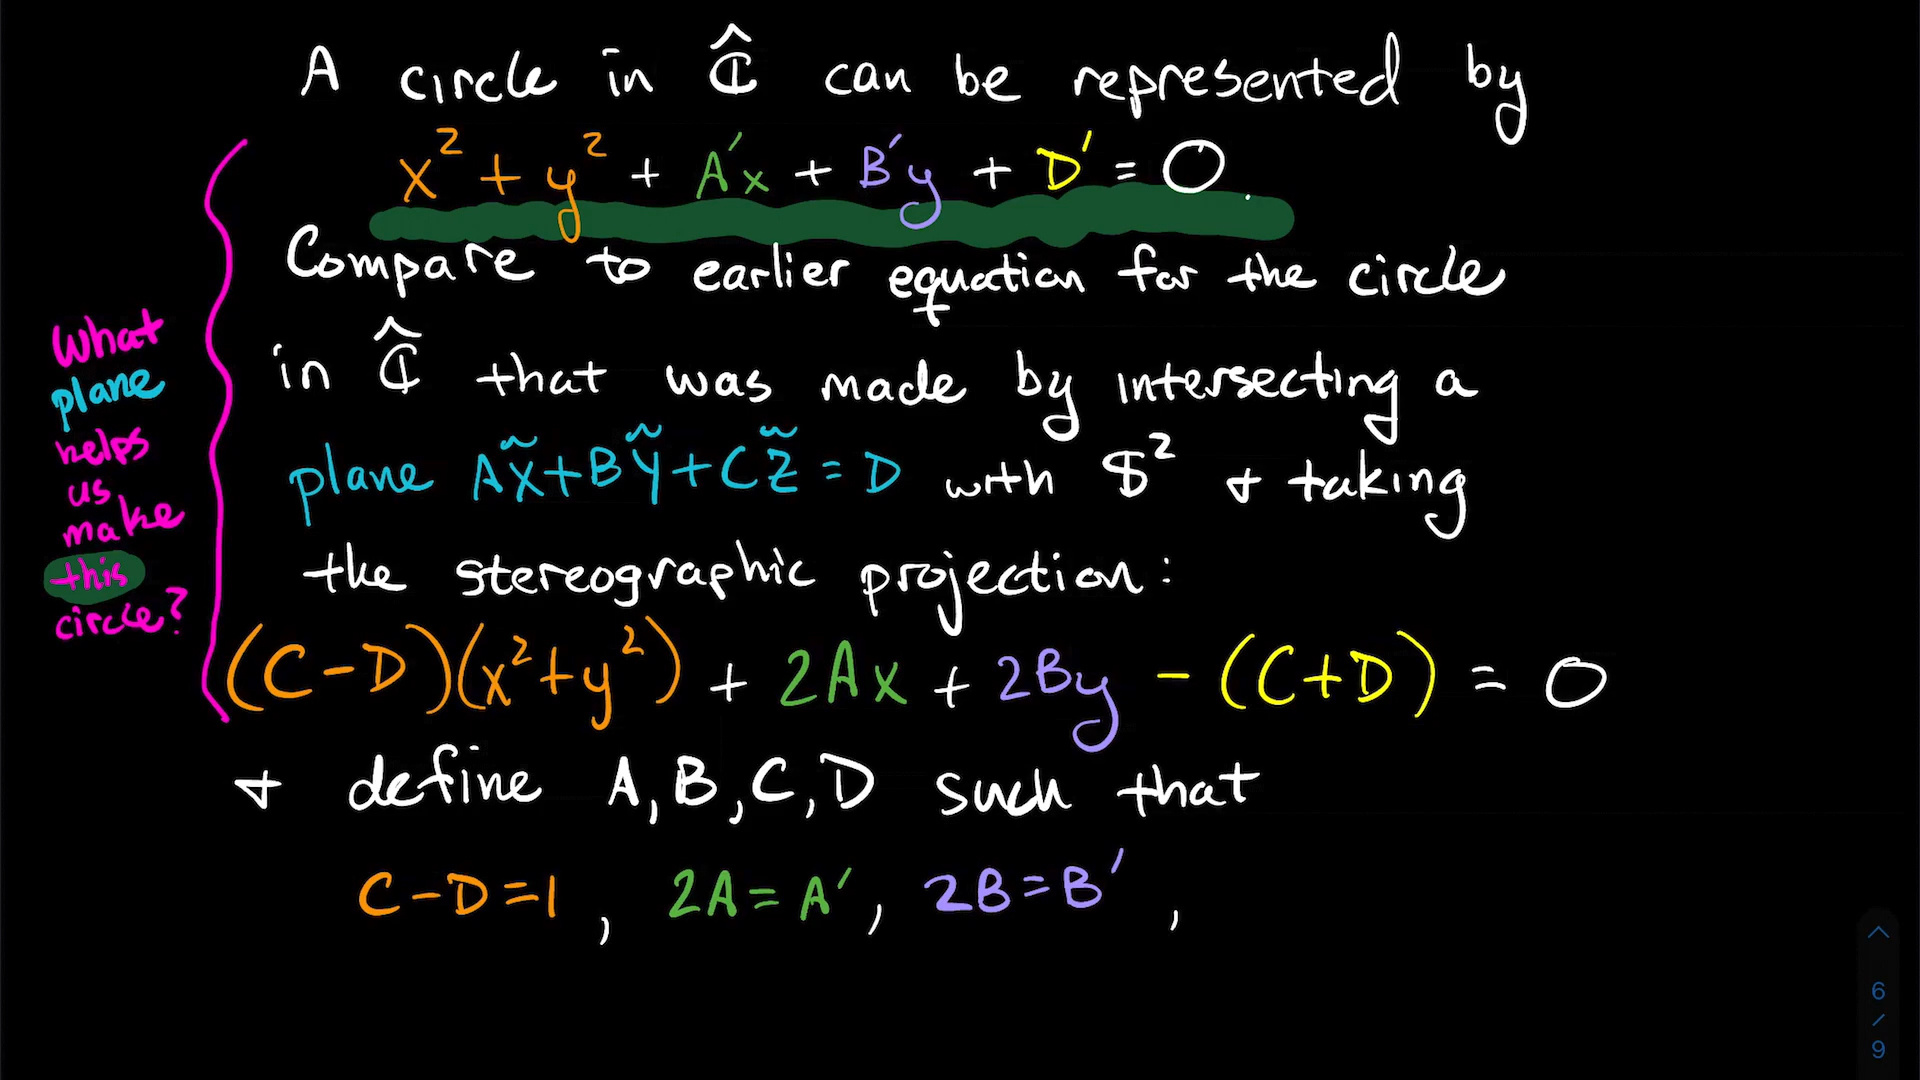 A circle in ℂ̂ can be represented by
x² + y² + A'x + B'y + D' = 0.
Compare to earlier equation for the circle
in ℂ̂ that was made by intersecting a
plane Ax̃+Bỹ+Cz̃ = D with 𝕊² & taking
the stereographic projection:
(C-D)(x²+y²) + 2Ax + 2By - (C+D) = 0
& define A, B, C, D such that
C-D=1, 2A=A', 2B=B',
What
plane
helps
us
make
this
circle?
6
/
9